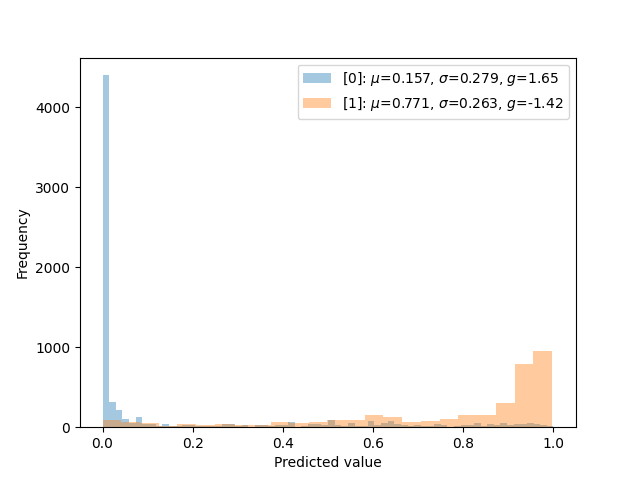 [0]: μ=0.157, σ=0.279, g=1.65
[1]: μ=0.771, σ=0.263, g=-1.42
Frequency
4000
3000
2000
1000
0
0.0 0.2 0.4 0.6 0.8 1.0
Predicted value